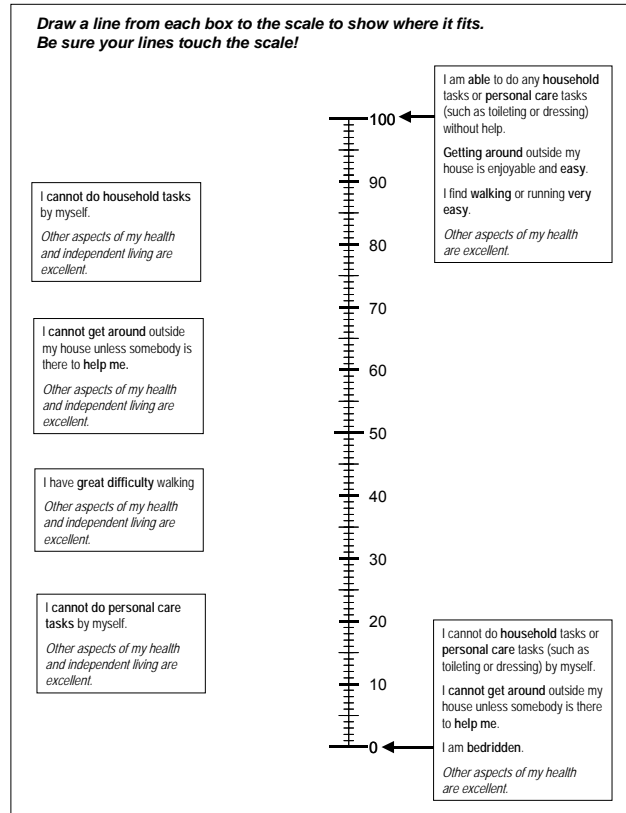 Draw a line from each box to the scale to show where it fits.
Be sure your lines touch the scale!
I am able to do any household
tasks or personal care tasks
(such as toileting or dressing)
without help.
Getting around outside my
house is enjoyable and easy.
I find walking or running very
easy.
Other aspects of my health
are excellent.
I cannot do household tasks
by myself.
Other aspects of my health
and independent living are
excellent.
I cannot get around outside
my house unless somebody is
there to help me.
Other aspects of my health
and independent living are
excellent.
I have great difficulty walking
Other aspects of my health
and independent living are
excellent.
I cannot do personal care
tasks by myself.
Other aspects of my health
and independent living are
excellent.
100
90
80
70
60
50
40
30
20
10
0
I cannot do household tasks or
personal care tasks (such as
toileting or dressing) by myself.
I cannot get around outside my
house unless somebody is there
to help me.
I am bedridden.
Other aspects of my health
are excellent.